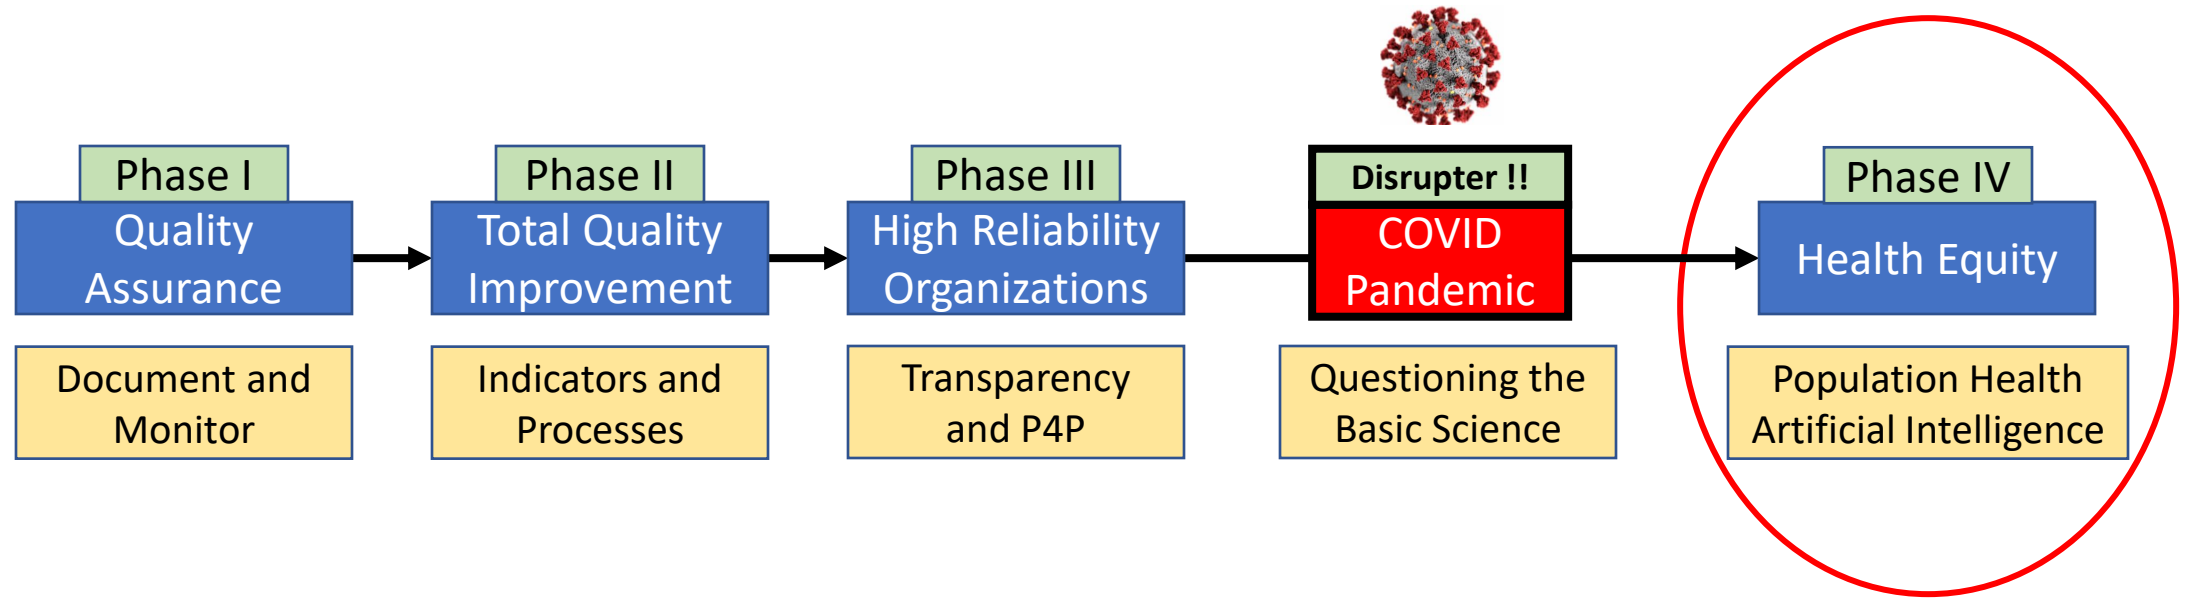 Phase I
Quality
Assurance
Document and
Monitor
Phase II
Total Quality
Improvement
Indicators and
Processes
Phase III
High Reliability
Organizations
Transparency
and P4P
Disrupter !!
COVID
Pandemic
Questioning the
Basic Science
Phase IV
Health Equity
Population Health
Artificial Intelligence